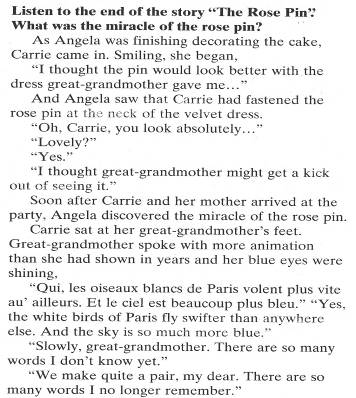 Listen to the end of the story “The Rose Pin”.
What was the miracle of the rose pin?
As Angela was finishing decorating the cake,
Carrie came in. Smiling, she began,
“I thought the pin would look better with the
dress great-grandmother gave me...”
And Angela saw that Carrie had fastened the
rose pin at the neck of the velvet dress.
“Oh, Carrie, you look absolutely...”
“Lovely?”
“Yes.”
“I thought great-grandmother might get a kick
out of seeing it.”
Soon after Carrie and her mother arrived at the
party, Angela discovered the miracle of the rose pin.
Carrie sat at her great-grandmother’s feet.
Great-grandmother spoke with more animation
than she had shown in years and her blue eyes were
shining,
“Qui, les oiseaux blancs de Paris volent plus vite
au’ ailleurs. Et le ciel est beaucoup plus bleu.” “Yes,
the white birds of Paris fly swifter than anywhere
else. And the sky is so much more blue.”
“Slowly, great-grandmother. There are so many
words I don’t know yet.”
“We make quite a pair, my dear. There are so
many words I no longer remember.”